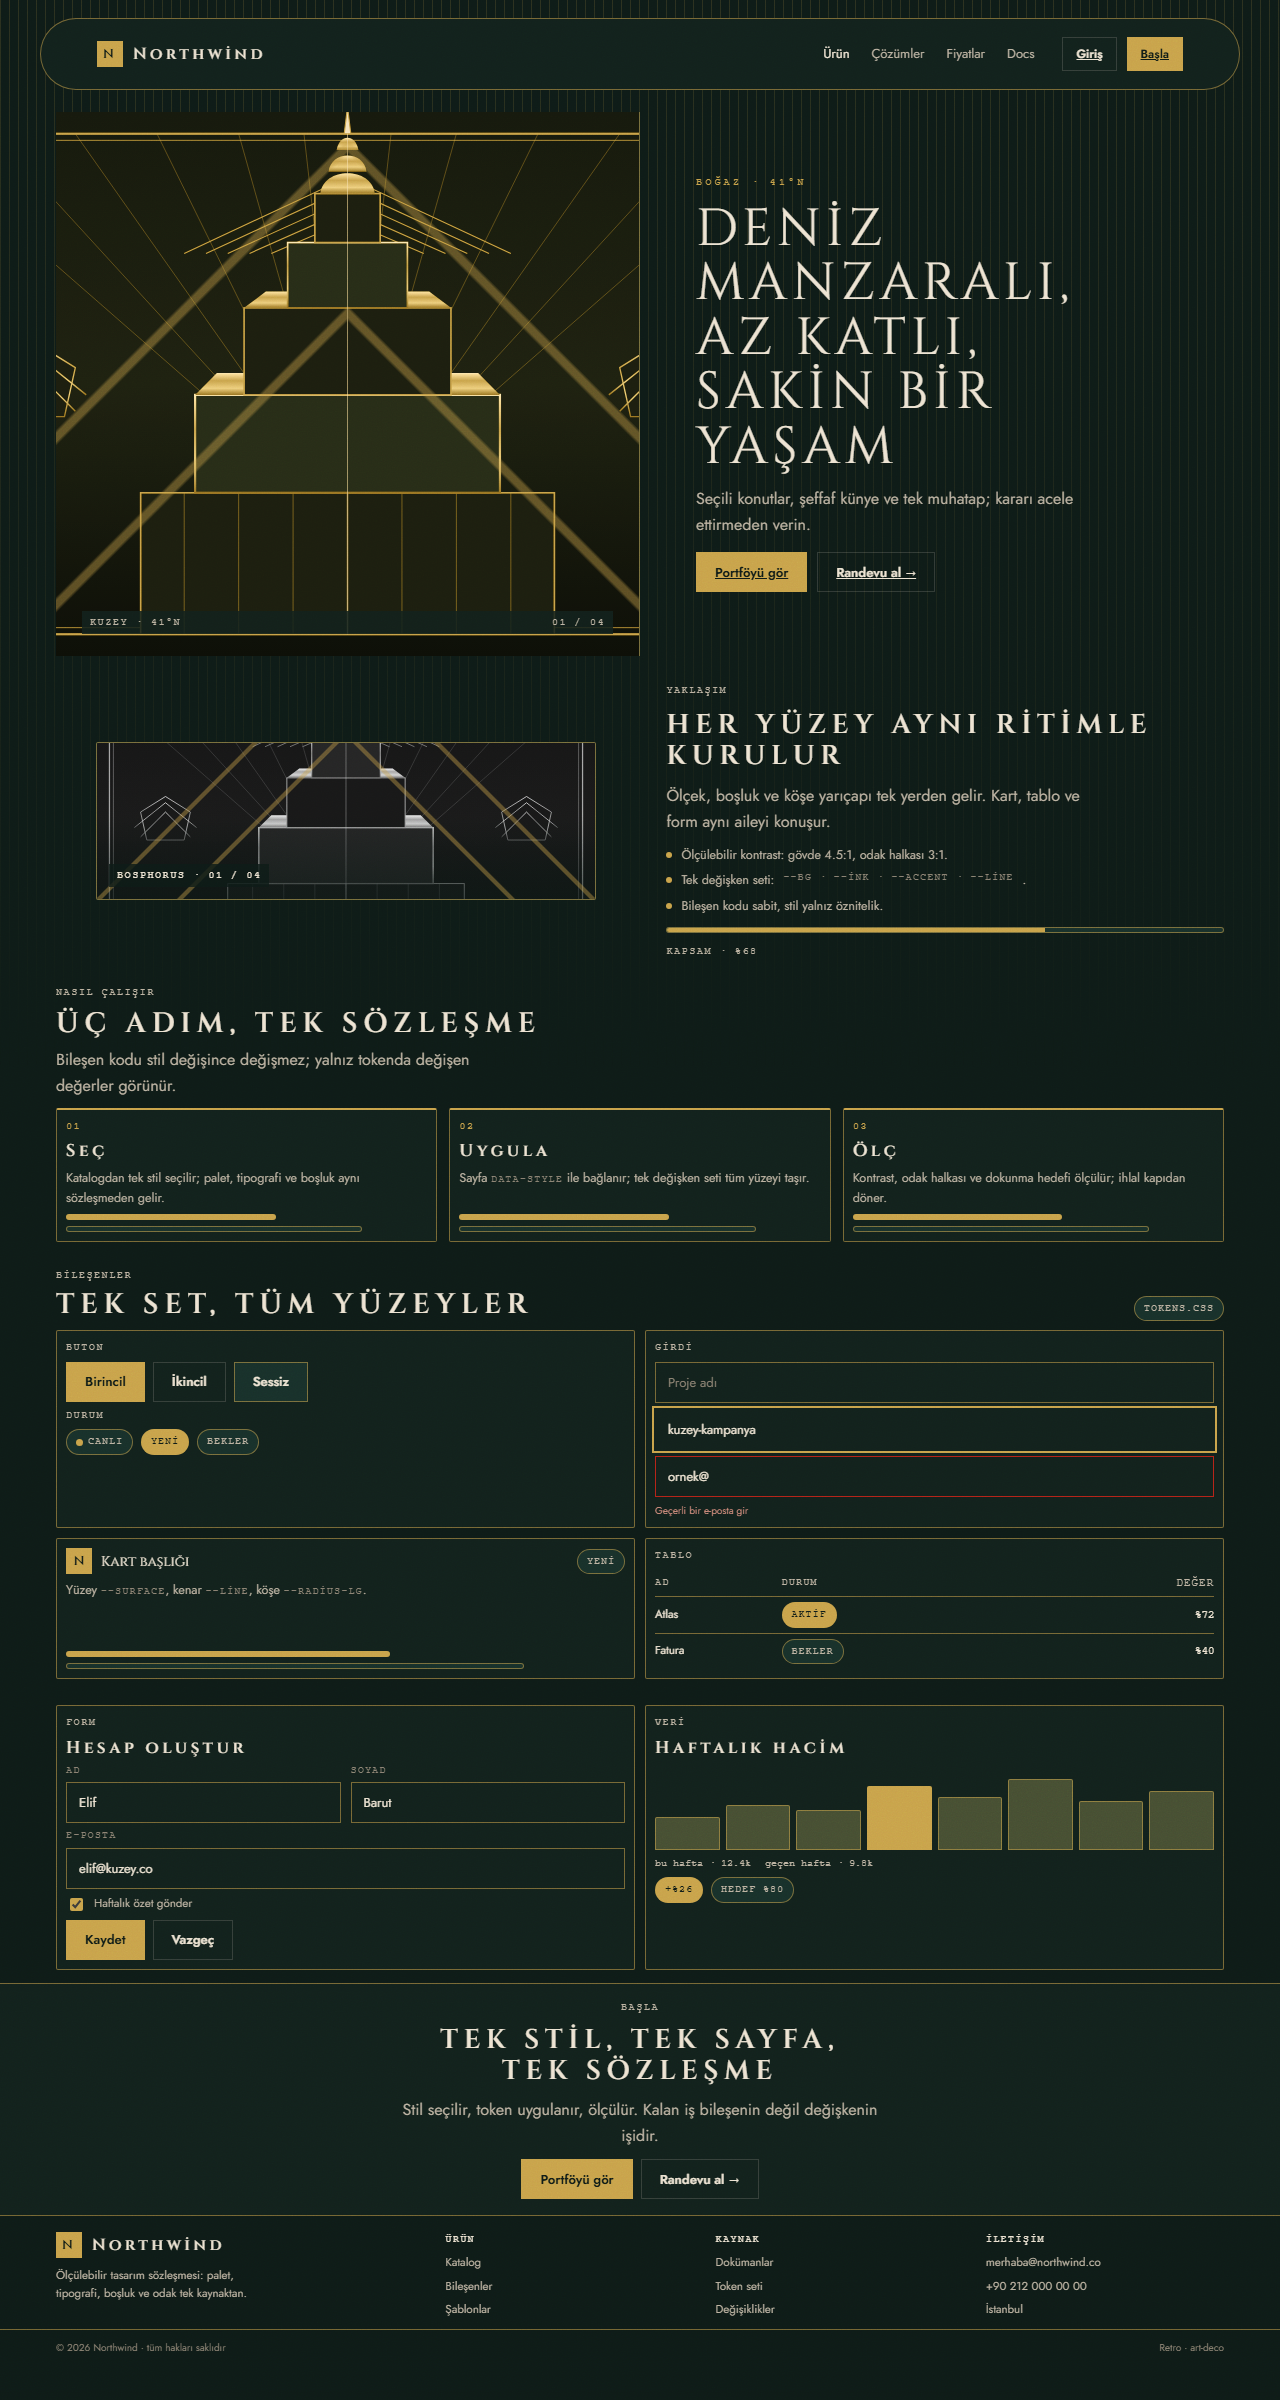 N NORTHWİND
Ürün Çözümler Fiyatlar Docs Giriş Başla
BOĞAZ · 41°N
DENİZ
MANZARALI,
AZ KATLI,
SAKİN BİR
YAŞAM
Seçili konutlar, şeffaf künye ve tek muhatap; kararı acele
ettirmeden verin.
Portföyü gör Randevu al →
KUZEY · 41°N 01 / 04
YAKLAŞIM
HER YÜZEY AYNI RİTİMLE
KURULUR
Ölçek, boşluk ve köşe yarıçapı tek yerden gelir. Kart, tablo ve
form aynı aileyi konuşur.
Ölçülebilir kontrast: gövde 4.5:1, odak halkası 3:1.
Tek değişken seti: --BG · --İNK · --ACCENT · --LİNE .
Bileşen kodu sabit, stil yalnız öznitelik.
KAPSAM · %68
BOSPHORUS · 01 / 04
NASIL ÇALIŞIR
ÜÇ ADIM, TEK SÖZLEŞME
Bileşen kodu stil değişince değişmez; yalnız tokenda değişen
değerler görünür.
01
SEÇ
Katalogdan tek stil seçilir; palet, tipografi ve boşluk aynı
sözleşmeden gelir.
02
UYGULA
Sayfa DATA-STYLE ile bağlanır; tek değişken seti tüm yüzeyi taşır.
03
ÖLÇ
Kontrast, odak halkası ve dokunma hedefi ölçülür; ihlal kapıdan
döner.
BİLEŞENLER
TEK SET, TÜM YÜZEYLER
TOKENS.CSS
BUTON
Birincil İkincil Sessiz
DURUM
CANLI YENİ BEKLER
GİRDİ
Proje adı
kuzey-kampanya
ornek@
Geçerli bir e-posta gir
N KART BAŞLIĞI YENİ
Yüzey --SURFACE, kenar --LİNE, köşe --RADİUS-LG.
TABLO
AD DURUM DEĞER
Atlas AKTİF %72
Fatura BEKLER %40
FORM
HESAP OLUŞTUR
AD SOYAD
Elif Barut
E-POSTA
elif@kuzey.co
Haftalık özet gönder
Kaydet Vazgeç
VERİ
HAFTALIK HACİM
bu hafta · 12.4k geçen hafta · 9.8k
+%26 HEDEF %80
BAŞLA
TEK STİL, TEK SAYFA,
TEK SÖZLEŞME
Stil seçilir, token uygulanır, ölçülür. Kalan iş bileşenin değil değişkenin
işidir.
Portföyü gör Randevu al →
N NORTHWİND
Ölçülebilir tasarım sözleşmesi: palet,
tipografi, boşluk ve odak tek kaynaktan.
ÜRÜN
Katalog
Bileşenler
Şablonlar
KAYNAK
Dokümanlar
Token seti
Değişiklikler
İLETİŞİM
merhaba@northwind.co
+90 212 000 00 00
İstanbul
© 2026 Northwind · tüm hakları saklıdır
Retro · art-deco